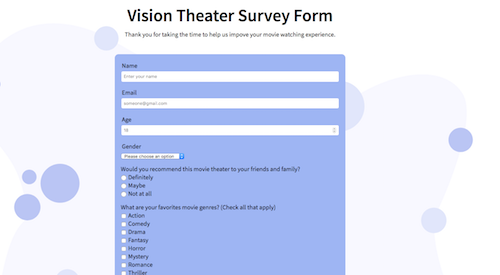 Vision Theater Survey Form
Thank you for taking the time to help us impove your movie watching experience.
Name
Enter your name
Email
someone@gmail.com
Age
18
Gender
Please choose an option
Would you recommend this movie theater to your friends and family?
Definitely
Maybe
Not at all
What are your favorites movie genres? (Check all that apply)
Action
Comedy
Drama
Fantasy
Horror
Mystery
Romance
Thriller